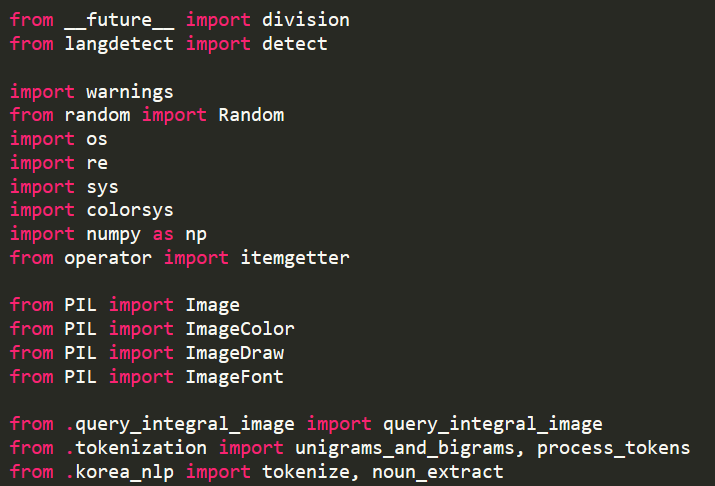 from __future__ import division
from langdetect import detect
import warnings
from random import Random
import os
import re
import sys
import colorsys
import numpy as np
from operator import itemgetter
from PIL import Image
from PIL import ImageColor
from PIL import ImageDraw
from PIL import ImageFont
from .query_integral_image import query_integral_image
from .tokenization import unigrams_and_bigrams, process_tokens
from .korea_nlp import tokenize, noun_extract